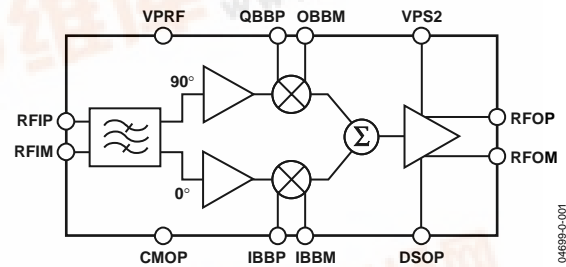 VPRF QBBP OBBM VPS2
90°
RFIP
RFIM
Σ
RFOP
RFOM
0°
CMOP IBBP IBBM DSOP
04699-0-001